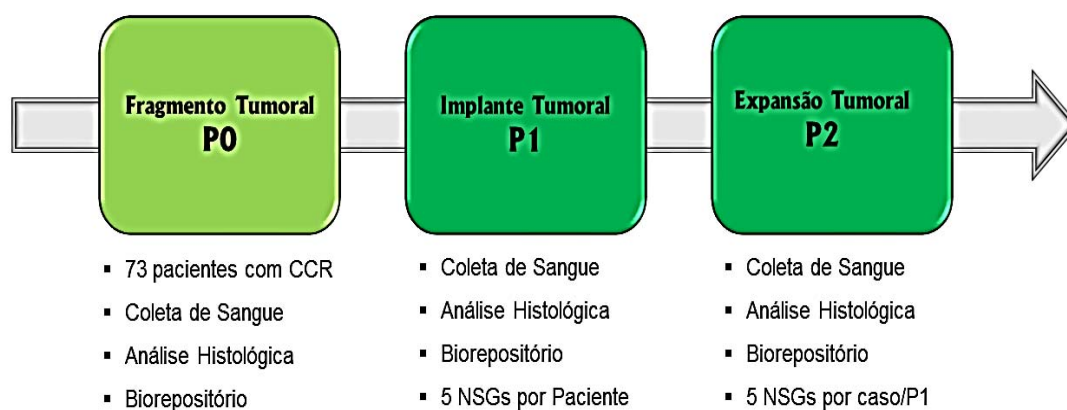 Fragmento Tumoral
P0
Implante Tumoral
P1
Expansão Tumoral
P2
▪ 73 pacientes com CCR
▪ Coleta de Sangue
▪ Análise Histológica
▪ Biorepositório
▪ Coleta de Sangue
▪ Análise Histológica
▪ Biorepositório
▪ 5 NSGs por Paciente
▪ Coleta de Sangue
▪ Análise Histológica
▪ Biorepositório
▪ 5 NSGs por caso/P1